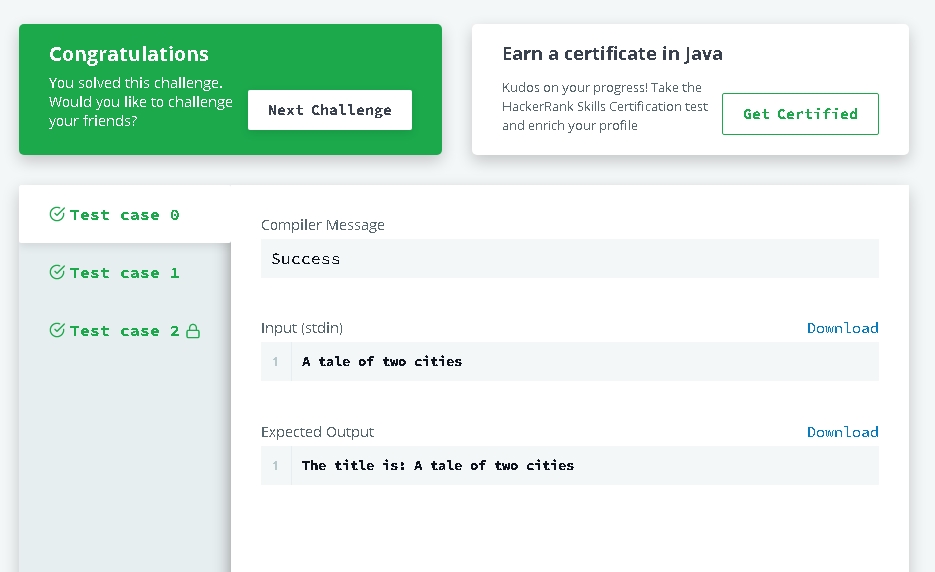 Congratulations
You solved this challenge.
Would you like to challenge
your friends?
Next Challenge
Earn a certificate in Java
Kudos on your progress! Take the
HackerRank Skills Certification test
and enrich your profile
Get Certified
Test case 0
Test case 1
Test case 2
Compiler Message
Success
Input (stdin)
Download
1 A tale of two cities
Expected Output
Download
1 The title is: A tale of two cities